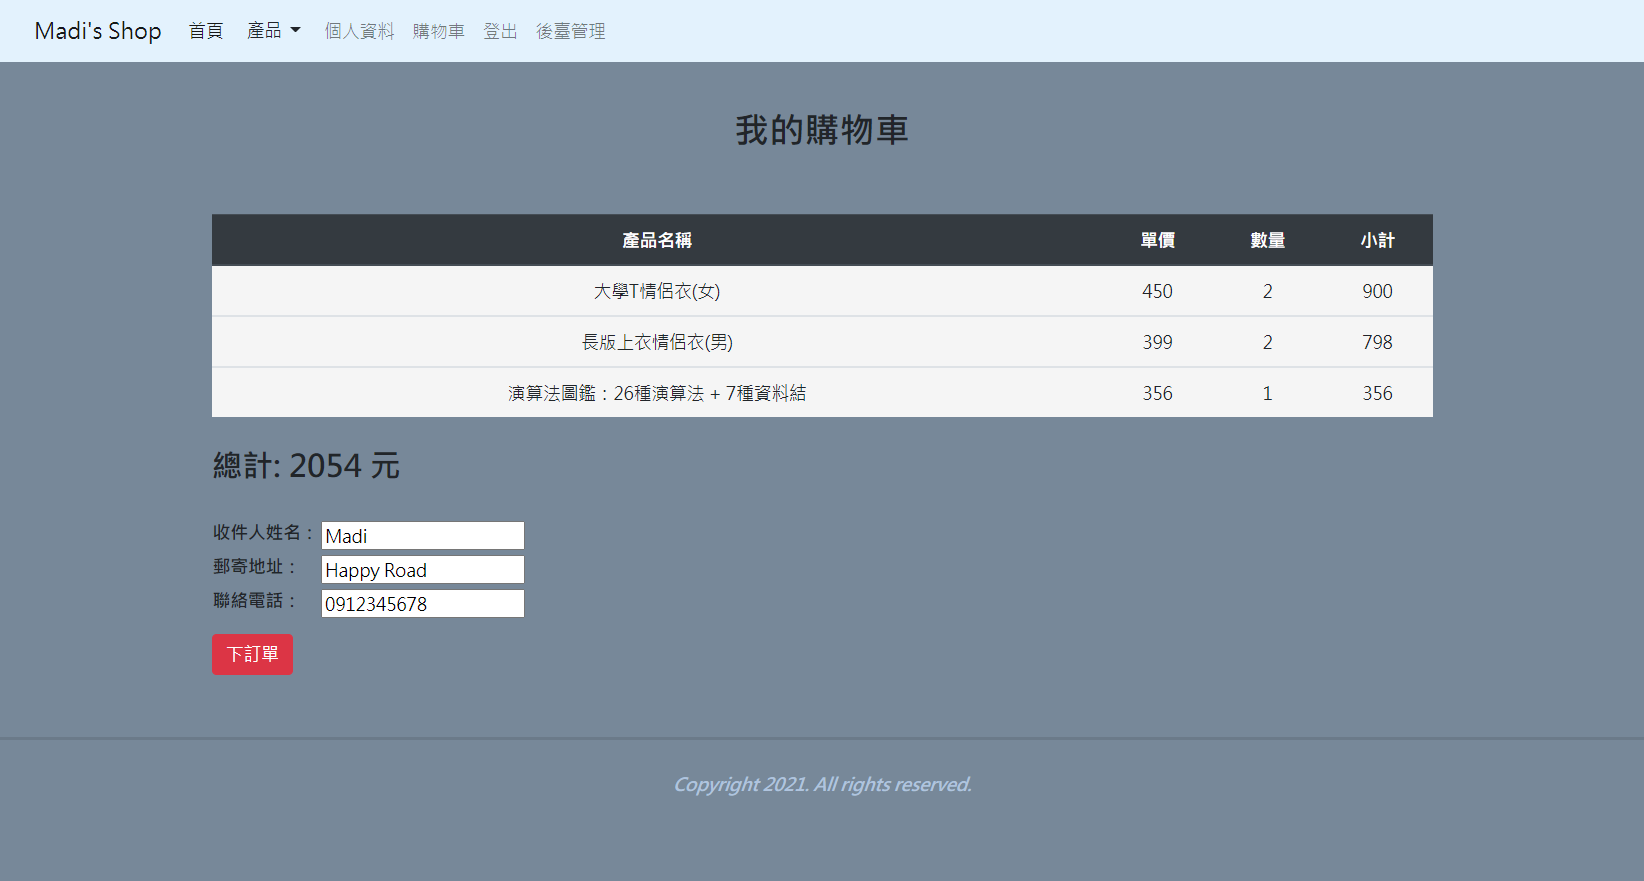 Madi's Shop 首頁 產品 個人資料 購物車 登出 後臺管理
我的購物車
產品名稱 單價 數量 小計
大學T情侶衣(女) 450 2 900
長版上衣情侶衣(男) 399 2 798
演算法圖鑑：26種演算法 + 7種資料結 356 1 356
總計: 2054 元
收件人姓名： Madi
郵寄地址： Happy Road
聯絡電話： 0912345678
下訂單
Copyright 2021. All rights reserved.